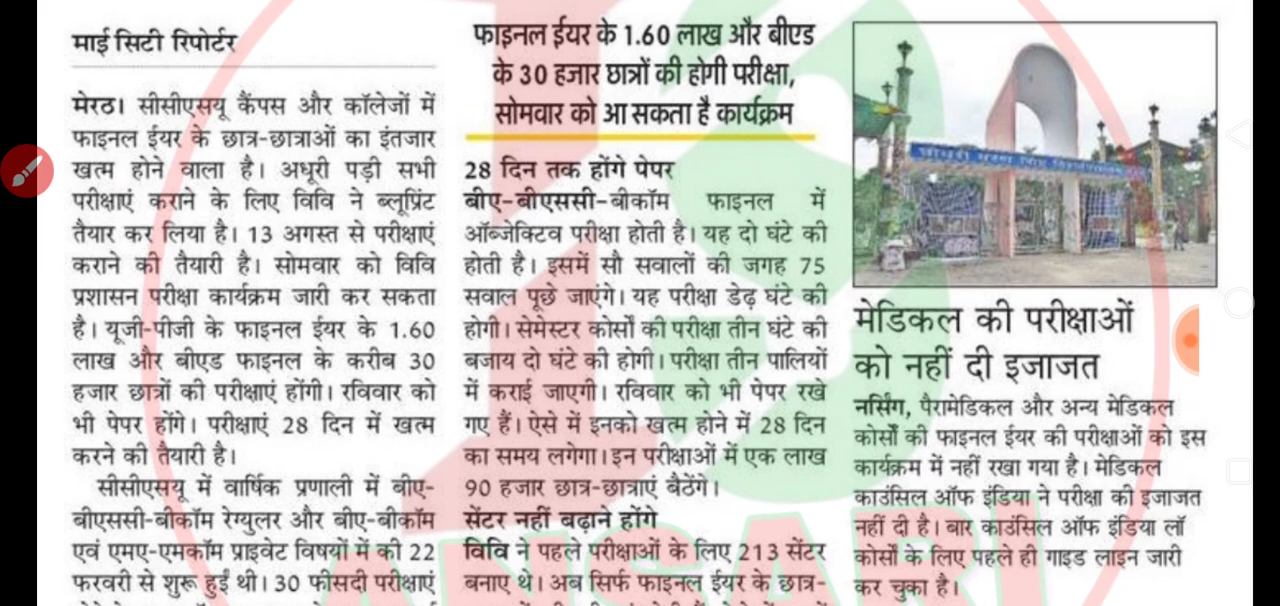 माई सिटी रिपोर्टर
मेरठ। सीसीएसयू कैंपस और कॉलेजों में
फाइनल ईयर के छात्र-छात्राओं का इंतजार
खत्म होने वाला है। अधूरी पड़ी सभी
परीक्षाएं कराने के लिए विवि ने ब्लूप्रिंट
तैयार कर लिया है। 13 अगस्त से परीक्षाएं
कराने की तैयारी है। सोमवार को विवि
प्रशासन परीक्षा कार्यक्रम जारी कर सकता
है। यूजी-पीजी के फाइनल ईयर के 1.60
लाख और बीएड फाइनल के करीब 30
हजार छात्रों की परीक्षाएं होंगी। रविवार को
भी पेपर होंगे। परीक्षाएं 28 दिन में खत्म
करने की तैयारी है।
सीसीएसयू में वार्षिक प्रणाली में बीए-
बीएससी-बीकॉम रेग्युलर और बीए-बीकॉम
एवं एमए-एमकॉम प्राइवेट विषयों में की 22
फरवरी से शुरू हुई थी। 30 फीसदी परीक्षाएं
फाइनल ईयर के 1.60 लाख और बीएड
के 30 हजार छात्रों की होगी परीक्षा,
सोमवार को आ सकता है कार्यक्रम
28 दिन तक होंगे पेपर
बीए-बीएससी-बीकॉम फाइनल में
ऑब्जेक्टिव परीक्षा होती है। यह दो घंटे की
होती है। इसमें सौ सवालों की जगह 75
सवाल पूछे जाएंगे। यह परीक्षा डेढ़ घंटे की
होगी। सेमेस्टर कोर्सों की परीक्षा तीन घंटे की
बजाय दो घंटे की होगी। परीक्षा तीन पालियों
में कराई जाएगी। रविवार को भी पेपर रखे
गए हैं। ऐसे में इनको खत्म होने में 28 दिन
का समय लगेगा। इन परीक्षाओं में एक लाख
90 हजार छात्र-छात्राएं बैठेंगे।
सेंटर नहीं बढ़ाने होंगे
विवि ने पहले परीक्षाओं के लिए 213 सेंटर
बनाए थे। अब सिर्फ फाइनल ईयर के छात्र-
मेडिकल की परीक्षाओं
को नहीं दी इजाजत
नर्सिंग, पैरामेडिकल और अन्य मेडिकल
कोर्सों की फाइनल ईयर की परीक्षाओं को इस
कार्यक्रम में नहीं रखा गया है। मेडिकल
काउंसिल ऑफ इंडिया ने परीक्षा की इजाजत
नहीं दी है। बार काउंसिल ऑफ इंडिया लॉ
कोर्सों के लिए पहले ही गाइड लाइन जारी
कर चुका है।
ANSARI